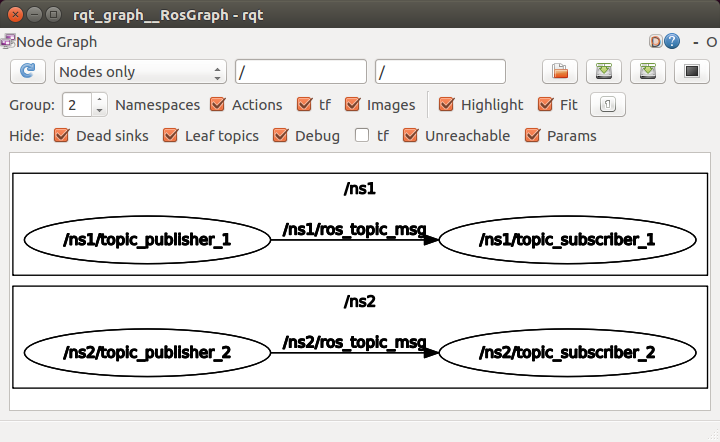 rqt_graph__RosGraph - rqt
Node Graph
D ? - O
Nodes only / /
Group: 2 Namespaces Actions tf Images Highlight Fit
Hide: Dead sinks Leaf topics Debug tf Unreachable Params
/ns1
/ns1/topic_publisher_1 /ns1/ros_topic_msg /ns1/topic_subscriber_1
/ns2
/ns2/topic_publisher_2 /ns2/ros_topic_msg /ns2/topic_subscriber_2